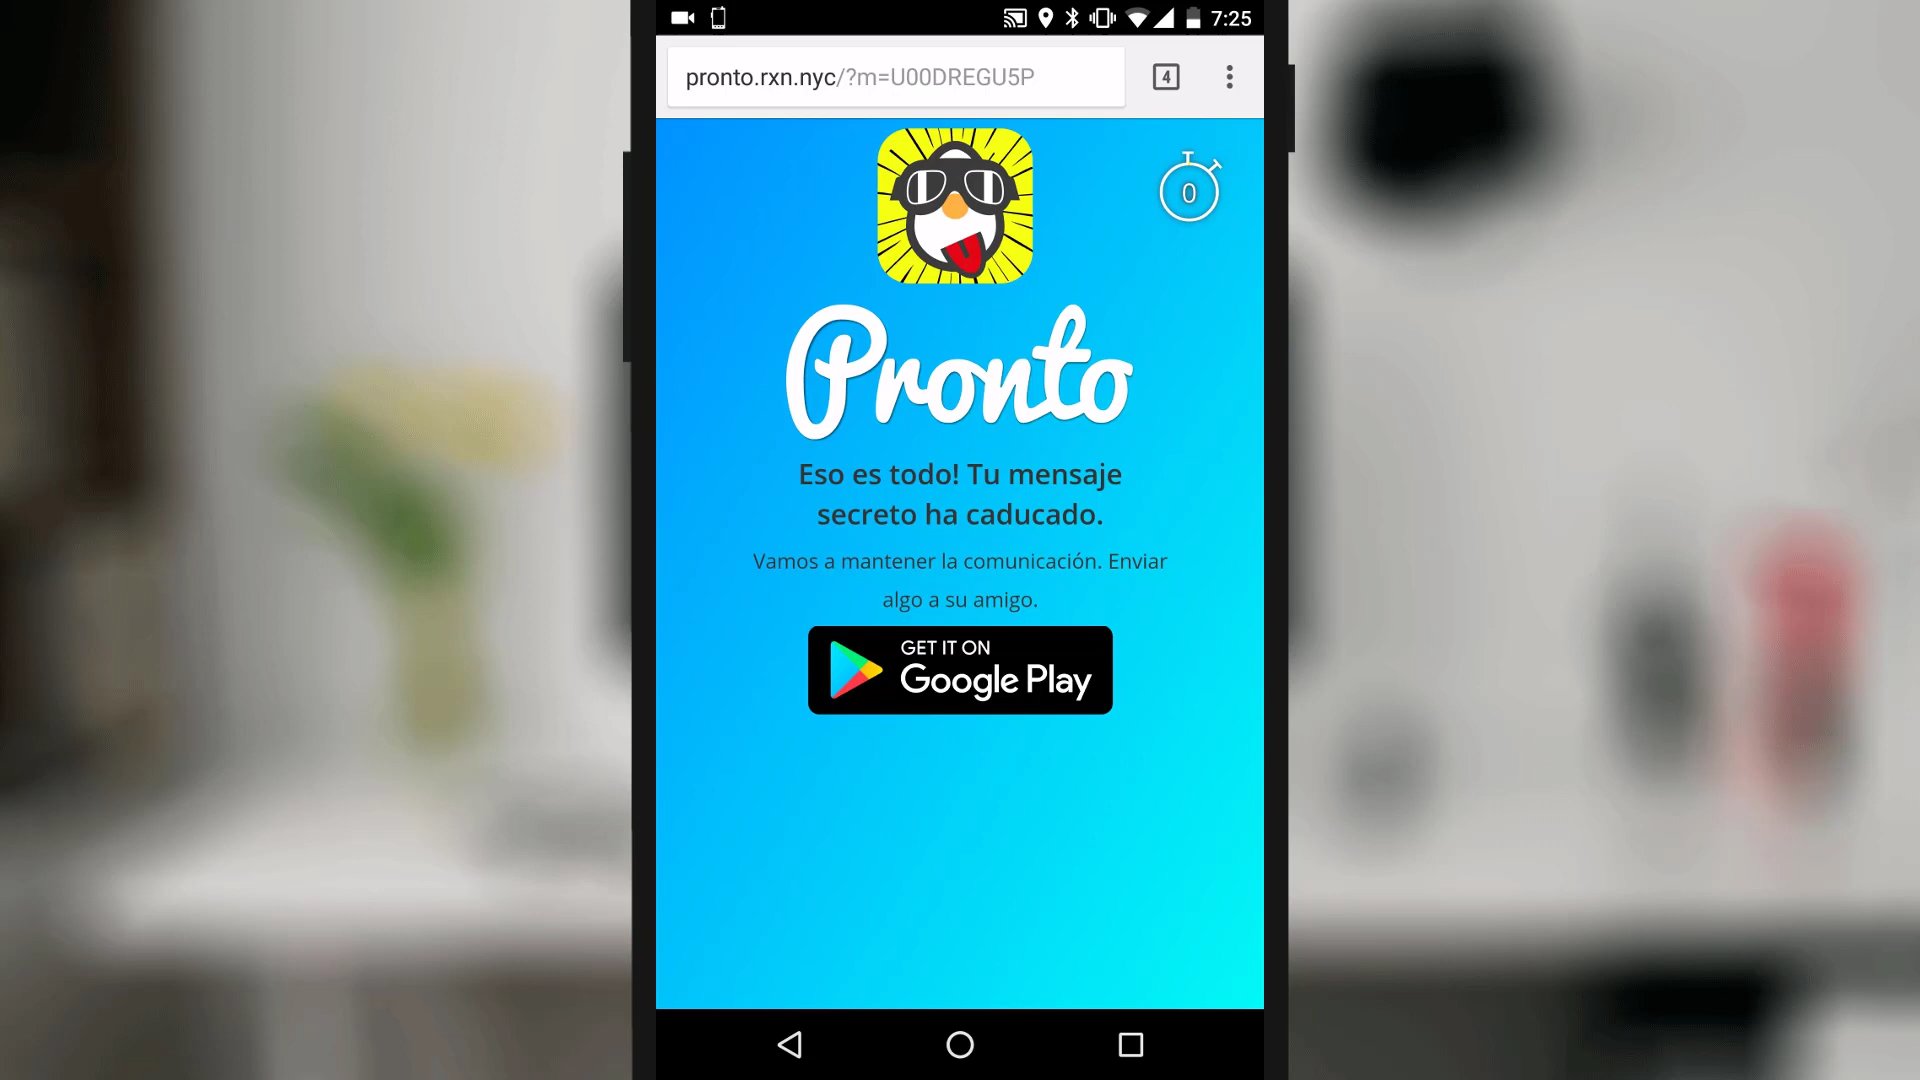 7:25
pronto.rxn.nyc/?m=U00DREGU5P
4
0
Pronto
Eso es todo! Tu mensaje
secreto ha caducado.
Vamos a mantener la comunicación. Enviar
algo a su amigo.
GET IT ON
Google Play